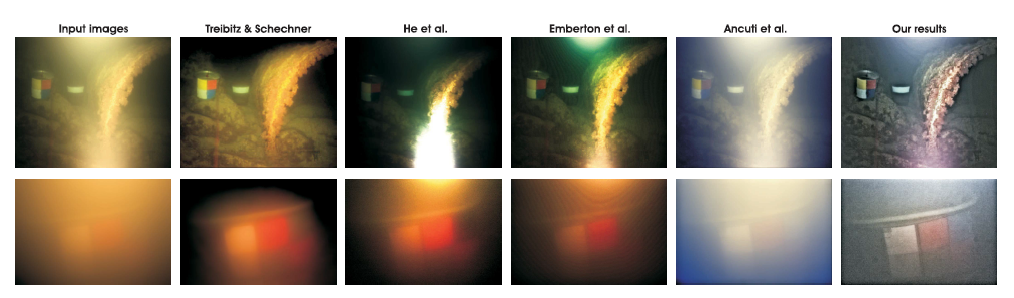 Input images Treibitz & Schechner He et al. Emberton et al. Ancuti et al. Our results